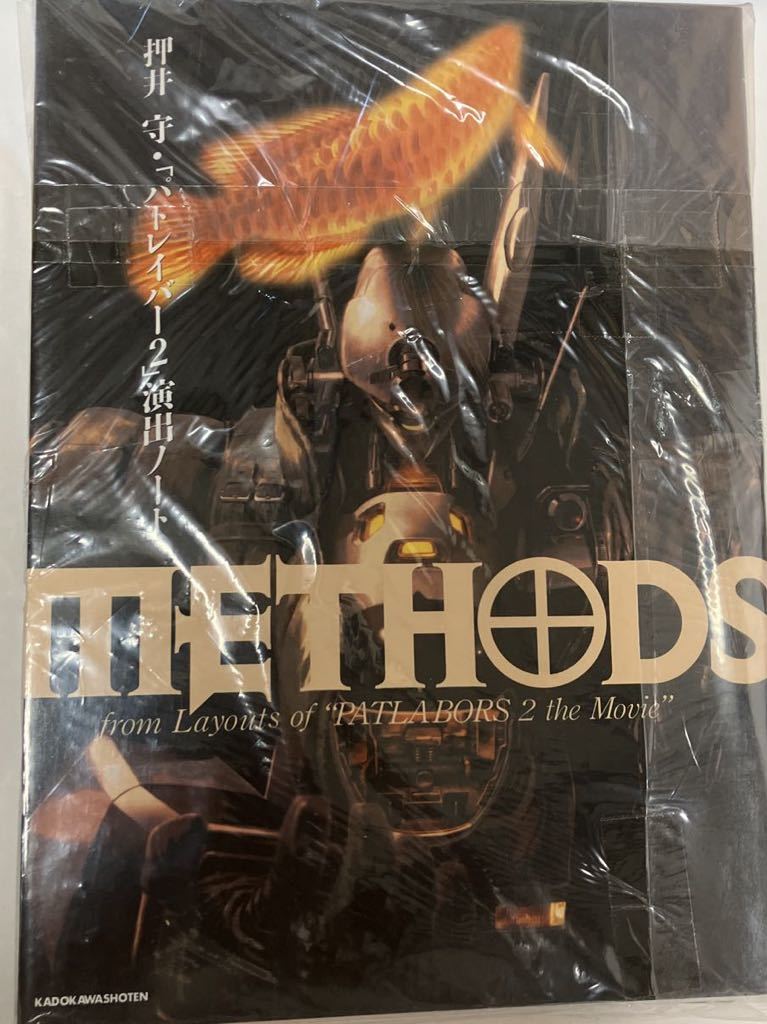 押井 守・「パトレイバー2」演出ノート
METHODS
from Layouts of “PATLABORS 2 the Movie”
KADOKAWASHOTEN